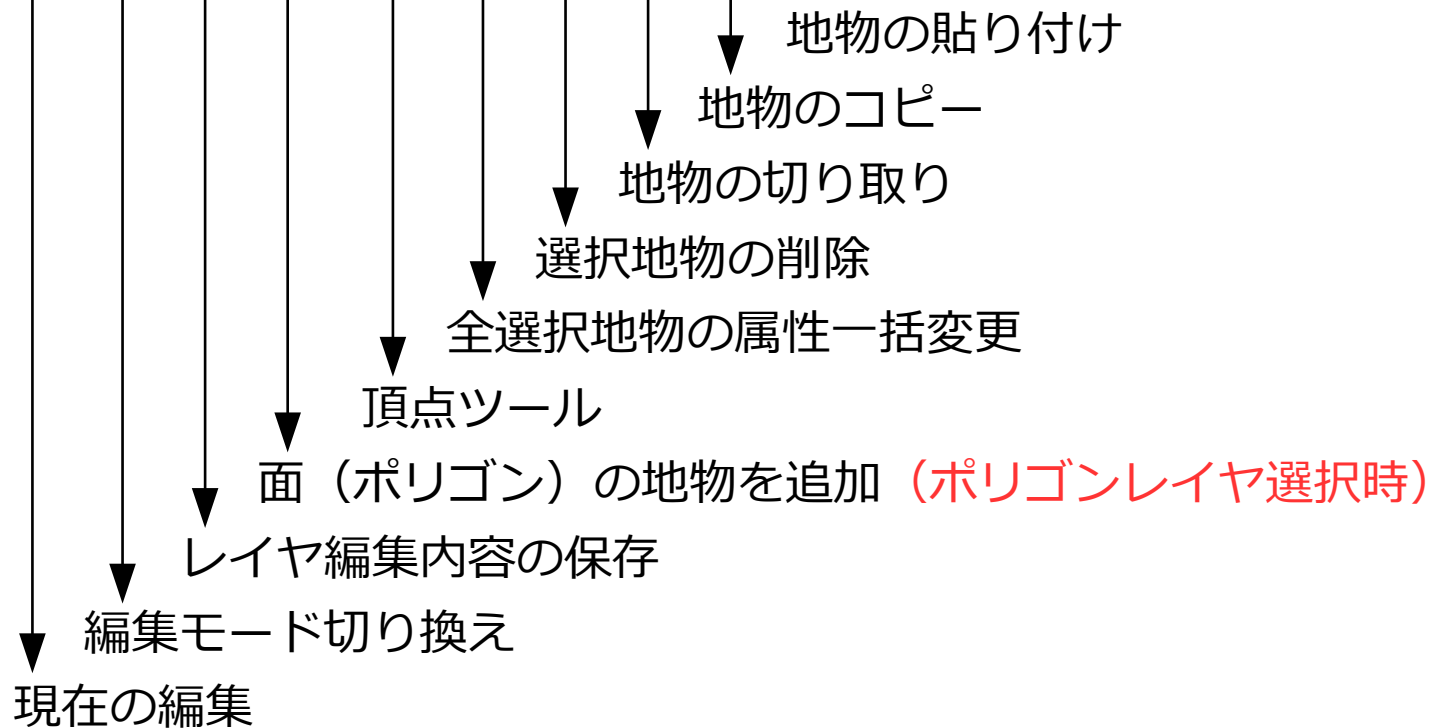 地物の貼り付け
地物のコピー
地物の切り取り
選択地物の削除
全選択地物の属性一括変更
頂点ツール
面（ポリゴン）の地物を追加（ポリゴンレイヤ選択時）
レイヤ編集内容の保存
編集モード切り換え
現在の編集